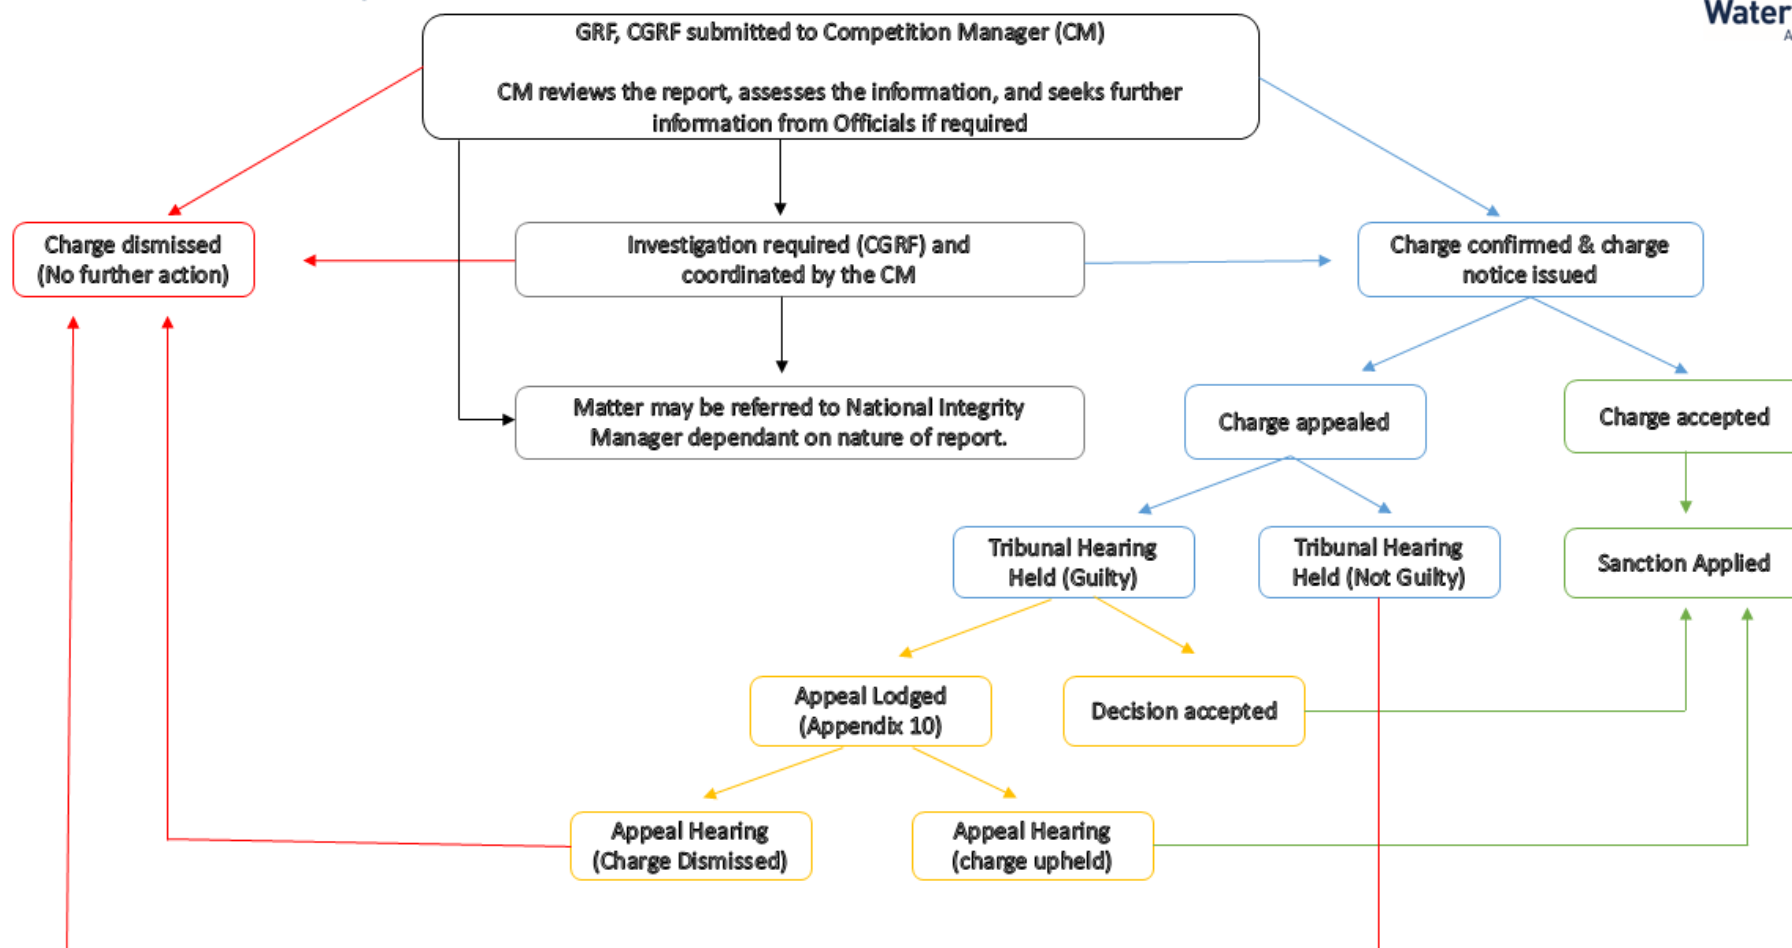 Water
GRF, CGRF submitted to Competition Manager (CM)
CM reviews the report, assesses the information, and seeks further
information from Officials if required
Charge dismissed
(No further action)
Investigation required (CGRF) and
coordinated by the CM
Charge confirmed & charge
notice issued
Matter may be referred to National Integrity
Manager dependant on nature of report.
Charge appealed
Charge accepted
Tribunal Hearing
Held (Guilty)
Tribunal Hearing
Held (Not Guilty)
Sanction Applied
Appeal Lodged
(Appendix 10)
Decision accepted
Appeal Hearing
(Charge Dismissed)
Appeal Hearing
(charge upheld)